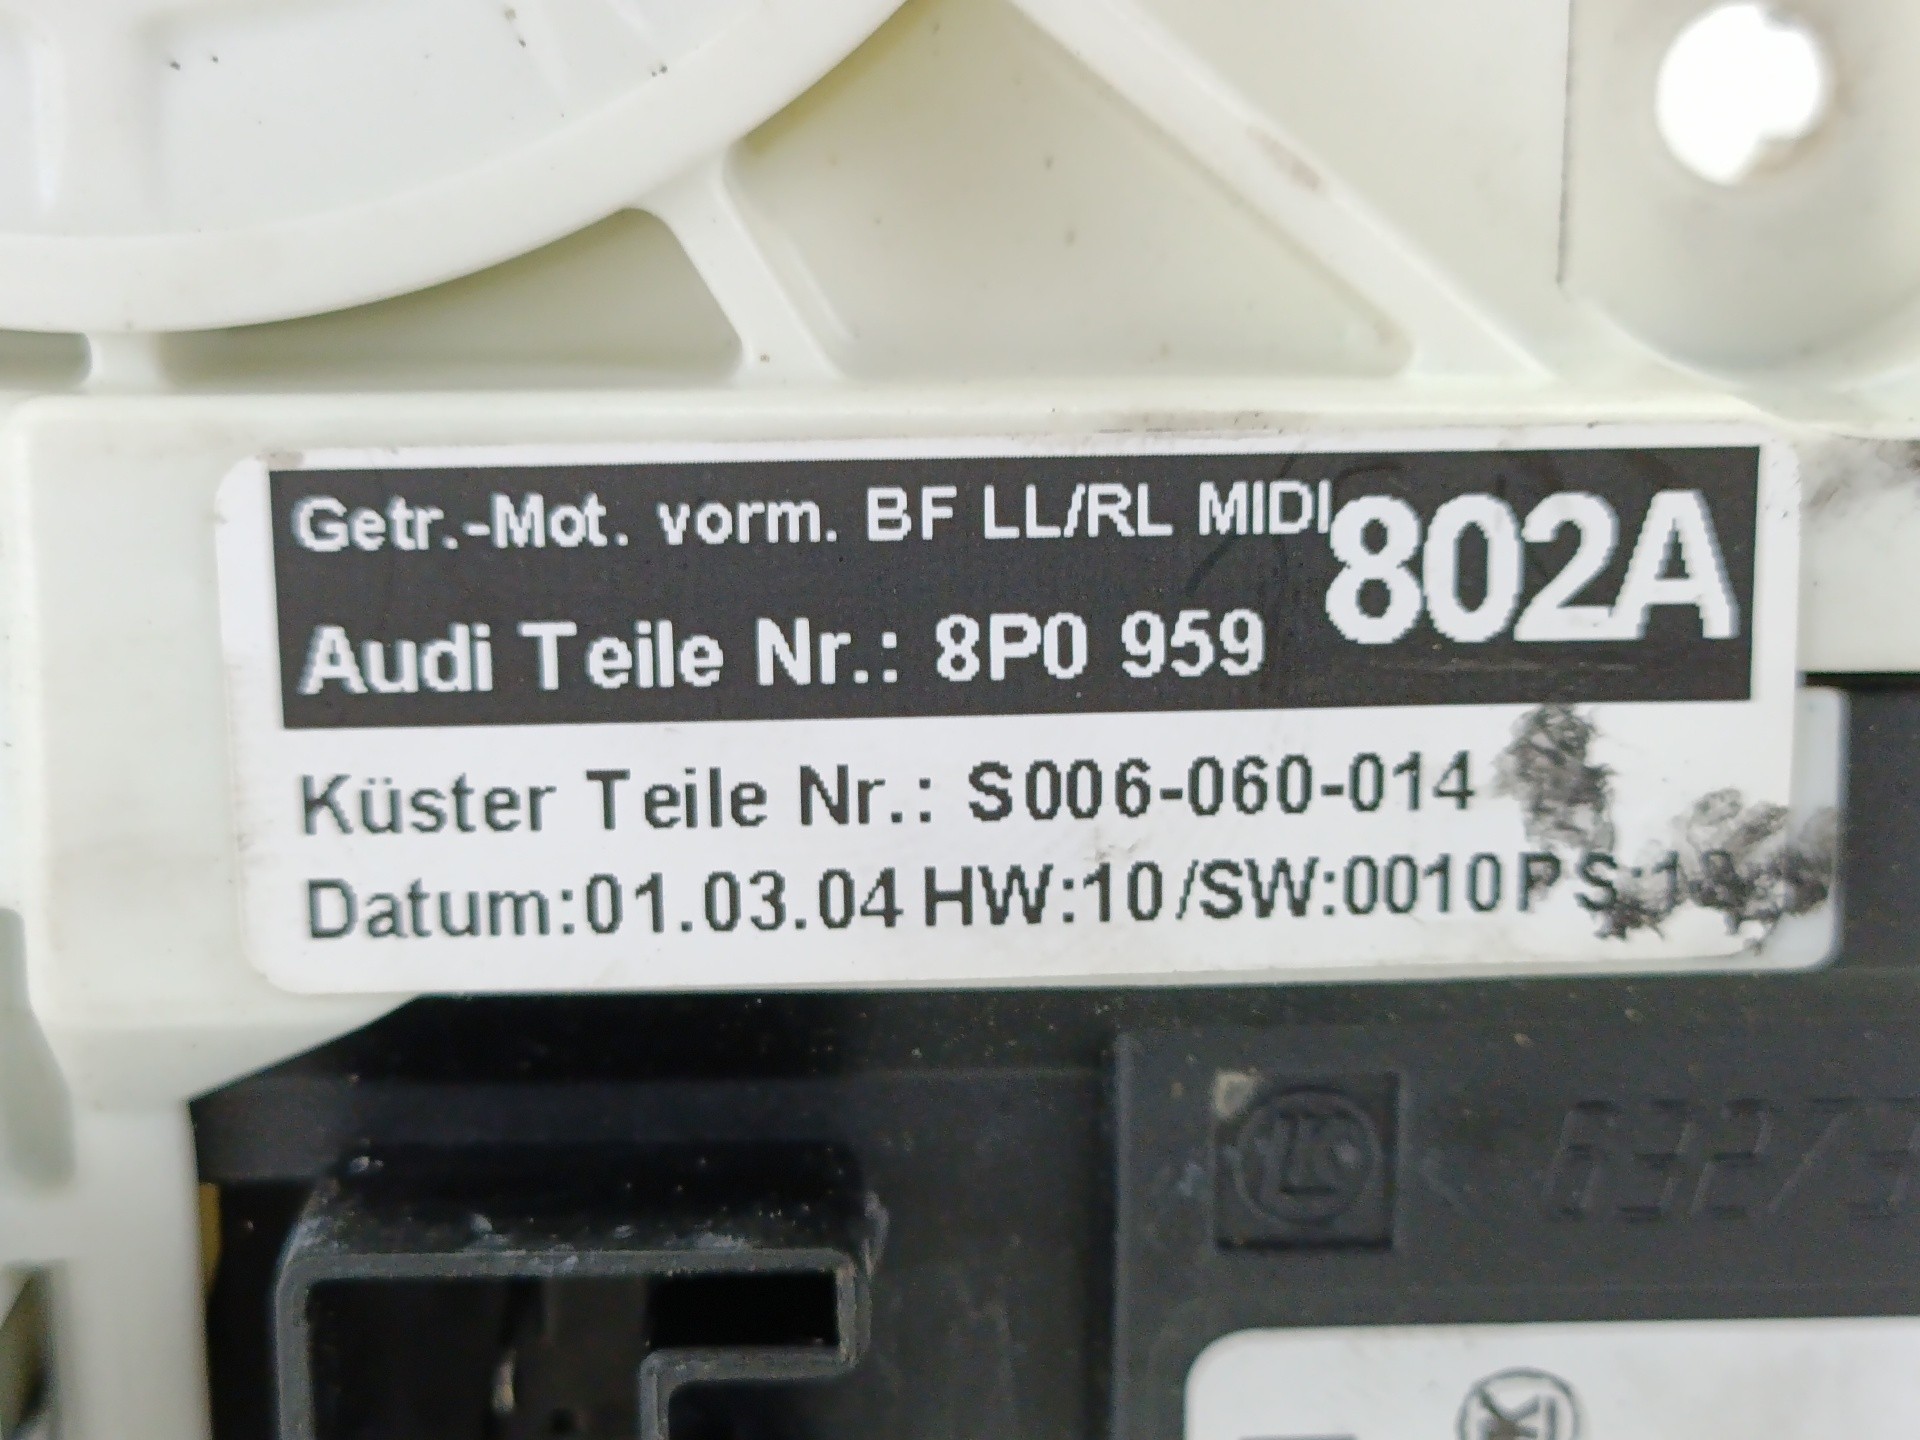 Getr.-Mot. vorm. BF LL/RL MIDI
802A
Audi Teile Nr.: 8P0 959
Küster Teile Nr.: S006-060-014
Datum:01.03.04 HW:10/SW:0010PS: